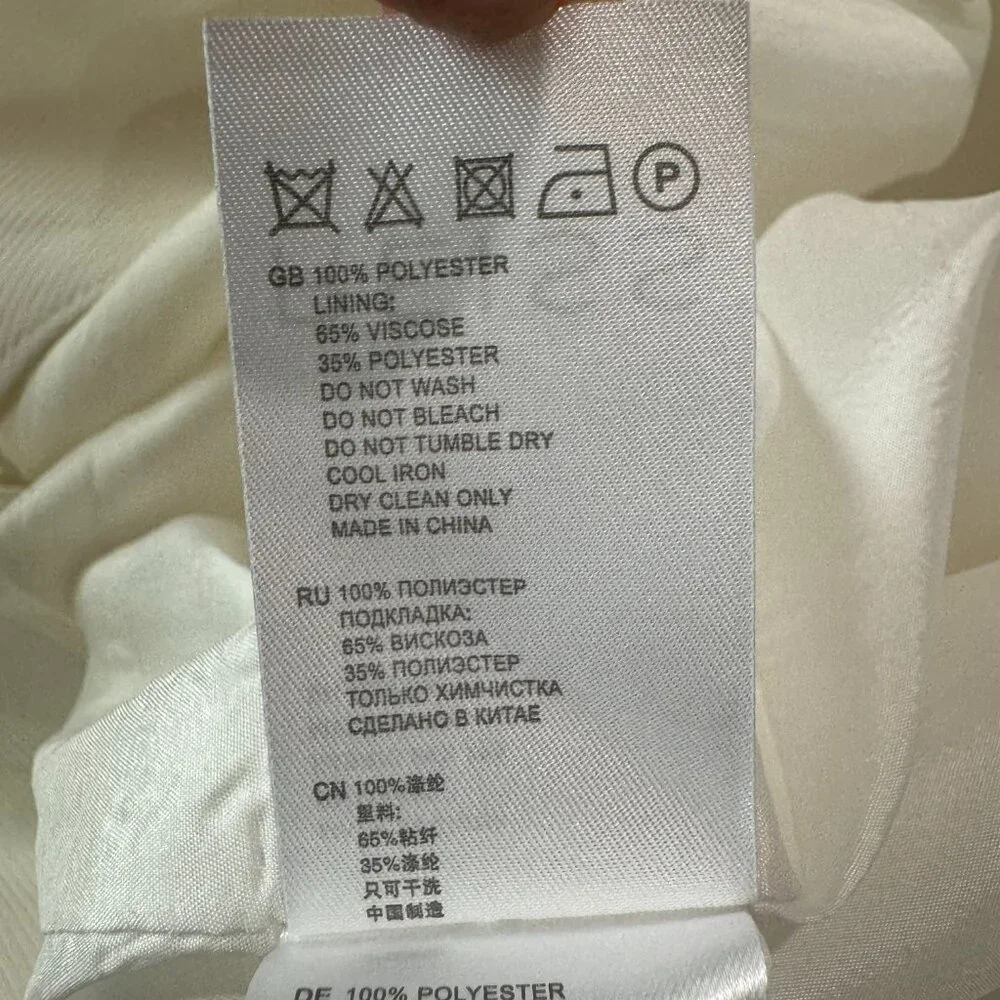 P
GB 100% POLYESTER
LINING:
65% VISCOSE
35% POLYESTER
DO NOT WASH
DO NOT BLEACH
DO NOT TUMBLE DRY
COOL IRON
DRY CLEAN ONLY
MADE IN CHINA
RU 100% ПОЛИЭСТЕР
ПОДКЛАДКА:
65% ВИСКОЗА
35% ПОЛИЭСТЕР
ТОЛЬКО ХИМЧИСТКА
СДЕЛАНО В КИТАЕ
CN 100%涤纶
里料:
65%粘纤
35%涤纶
只可干洗
中国制造
DE 100% POLYESTER